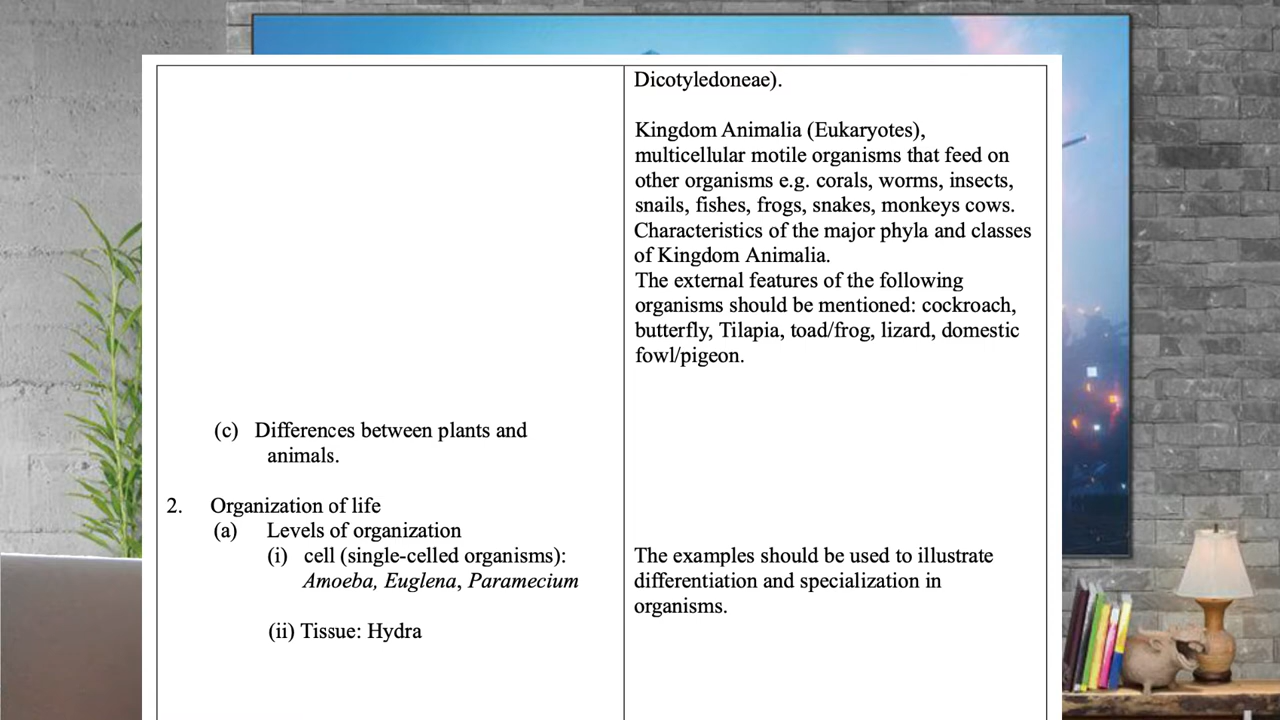 Dicotyledoneae).
Kingdom Animalia (Eukaryotes),
multicellular motile organisms that feed on
other organisms e.g. corals, worms, insects,
snails, fishes, frogs, snakes, monkeys cows.
Characteristics of the major phyla and classes
of Kingdom Animalia.
The external features of the following
organisms should be mentioned: cockroach,
butterfly, Tilapia, toad/frog, lizard, domestic
fowl/pigeon.
(c) Differences between plants and
animals.
2. Organization of life
(a) Levels of organization
(i) cell (single-celled organisms):
Amoeba, Euglena, Paramecium
The examples should be used to illustrate
differentiation and specialization in
organisms.
(ii) Tissue: Hydra